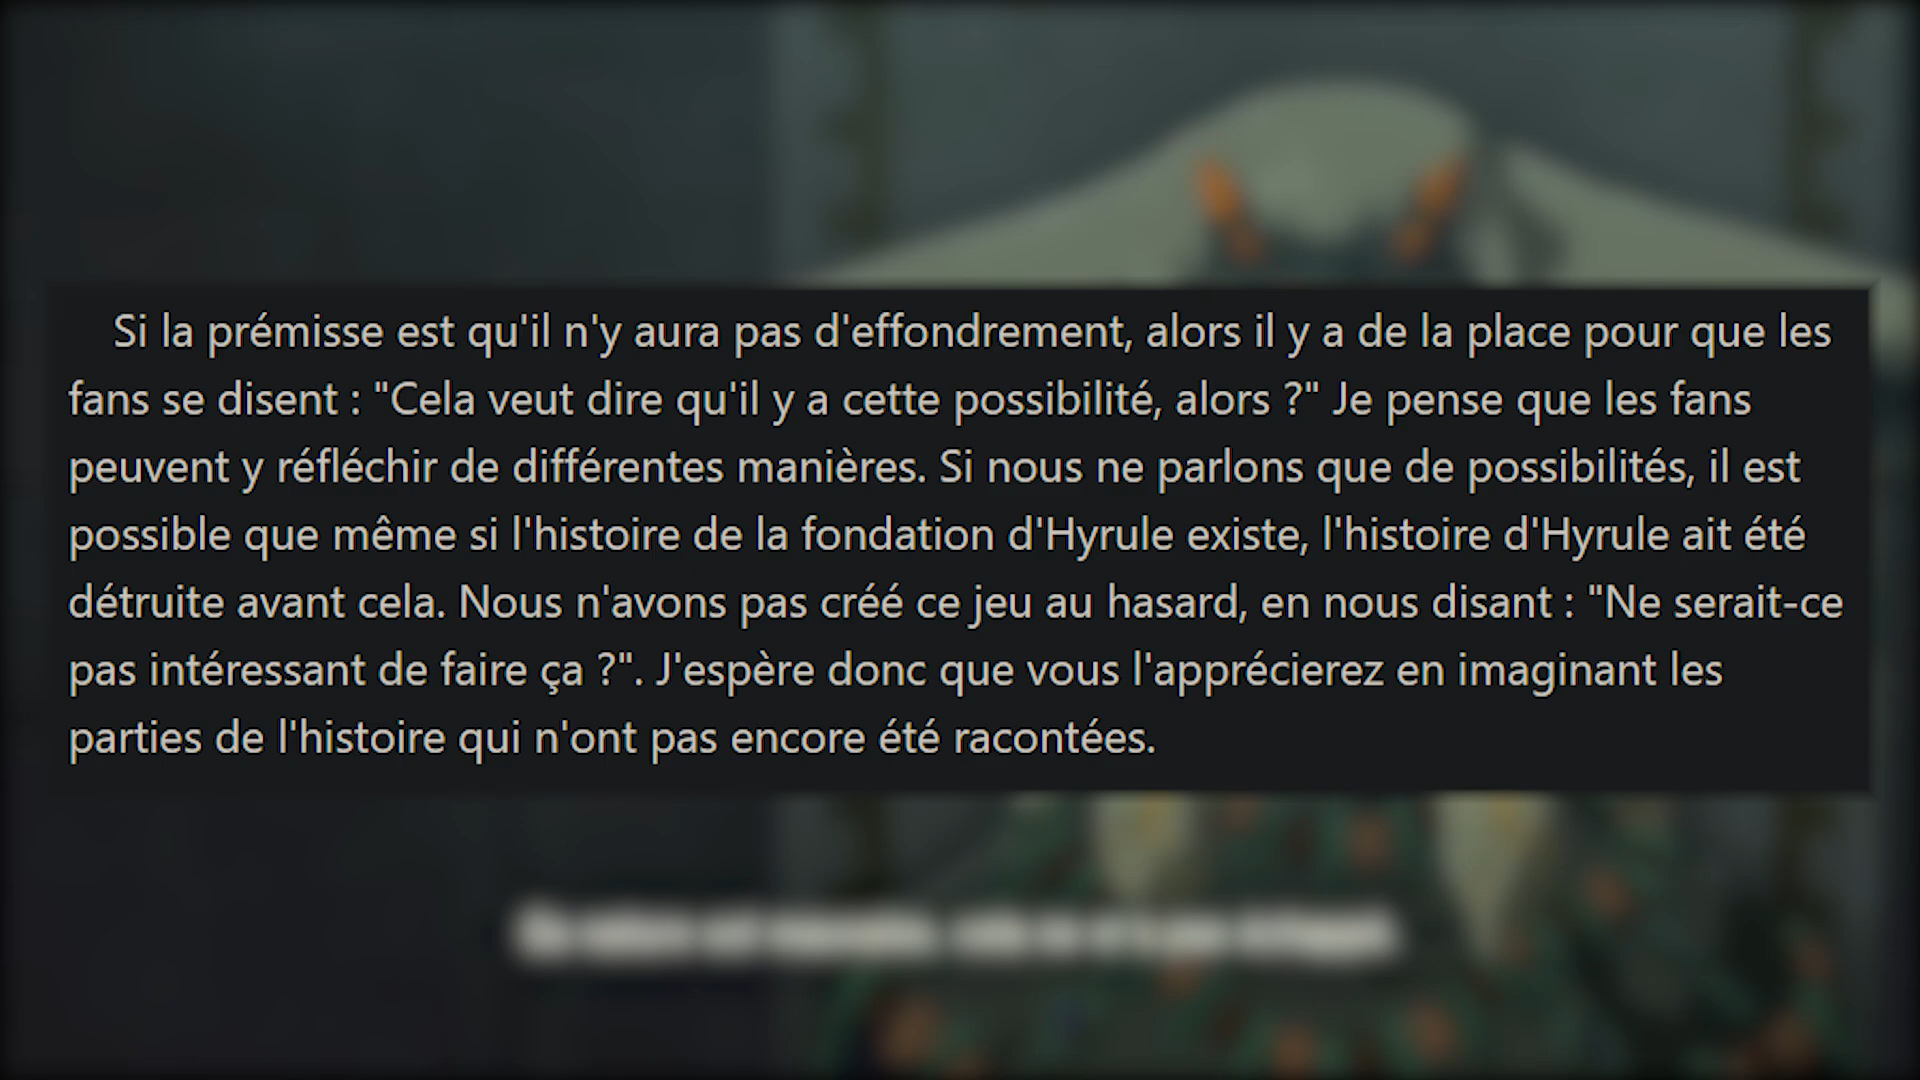 Si la prémisse est qu'il n'y aura pas d'effondrement, alors il y a de la place pour que les
fans se disent : "Cela veut dire qu'il y a cette possibilité, alors ?" Je pense que les fans
peuvent y réfléchir de différentes manières. Si nous ne parlons que de possibilités, il est
possible que même si l'histoire de la fondation d'Hyrule existe, l'histoire d'Hyrule ait été
détruite avant cela. Nous n'avons pas créé ce jeu au hasard, en nous disant : "Ne serait-ce
pas intéressant de faire ça ?". J'espère donc que vous l'apprécierez en imaginant les
parties de l'histoire qui n'ont pas encore été racontées.